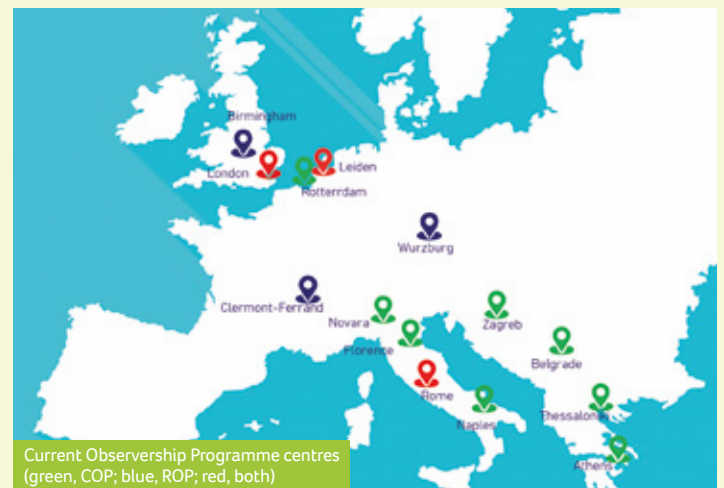 Birmingham
London
Leiden
Rotterrdam
Wurzburg
Clermont-Ferrand
Novara
Zagreb
Florence
Belgrade
Rome
Thessaloniki
Naples
Athens
Current Observership Programme centres
(green, COP; blue, ROP; red, both)